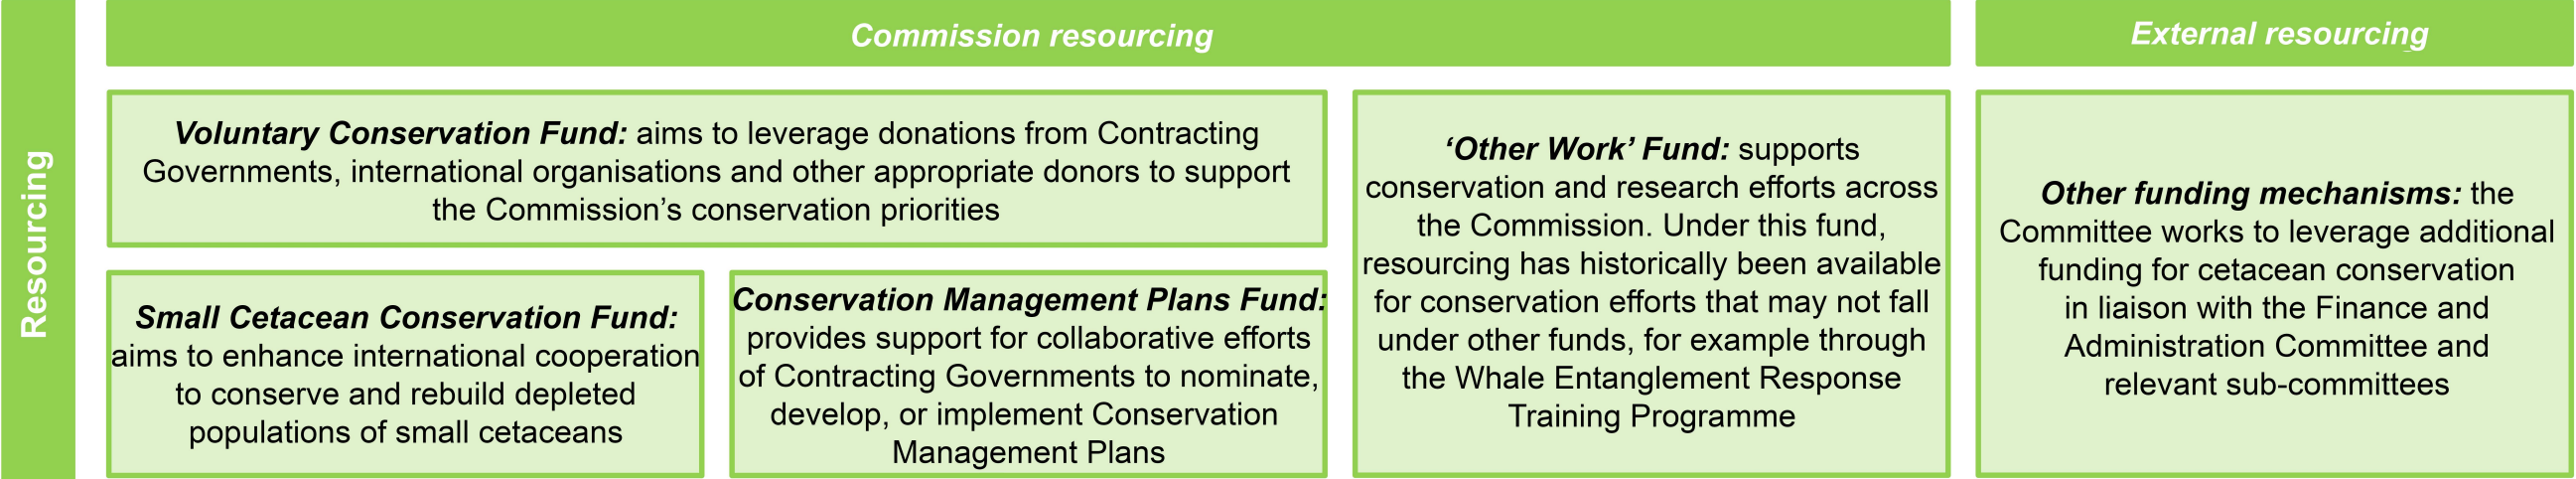 Resourcing
Commission resourcing
External resourcing
Voluntary Conservation Fund: aims to leverage donations from Contracting
Governments, international organisations and other appropriate donors to support
the Commission’s conservation priorities
Small Cetacean Conservation Fund:
aims to enhance international cooperation
to conserve and rebuild depleted
populations of small cetaceans
Conservation Management Plans Fund:
provides support for collaborative efforts
of Contracting Governments to nominate,
develop, or implement Conservation
Management Plans
‘Other Work’ Fund: supports
conservation and research efforts across
the Commission. Under this fund,
resourcing has historically been available
for conservation efforts that may not fall
under other funds, for example through
the Whale Entanglement Response
Training Programme
Other funding mechanisms: the
Committee works to leverage additional
funding for cetacean conservation
in liaison with the Finance and
Administration Committee and
relevant sub-committees